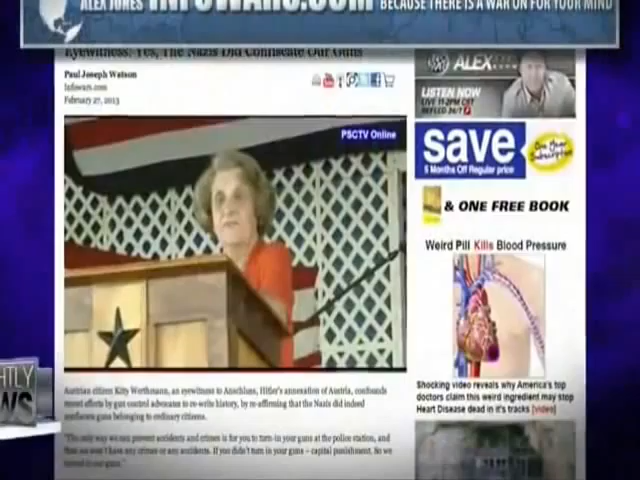 ALEX JONES INFOWARS.COM BECAUSE THERE IS A WAR ON FOR YOUR MIND
Eyewitness: Yes, The Nazis Did Confiscate Our Guns
Paul Joseph Watson
Infowars.com
February 27, 2013
PSCTV Online
ALEX
LISTEN NOW
LIVE 11-2PM CST
save
5 Months Off Regular price
One Year
Subscription
& ONE FREE BOOK
Weird Pill Kills Blood Pressure
Shocking video reveals why America's top
doctors claim this weird ingredient may stop
Heart Disease dead in it's tracks [video]
Austrian citizen Kitty Werthmann, an eyewitness to Anschluss, Hitler's annexation of Austria, confounds
recent efforts by gun control advocates to re-write history, by re-affirming that the Nazis did indeed
confiscate guns belonging to ordinary citizens.
"The only way we can prevent accidents and crimes is for you to turn-in your guns at the police station, and
then we won't have any crimes or any accidents. If you didn't turn in your guns – capital punishment. So we
turned in our guns."